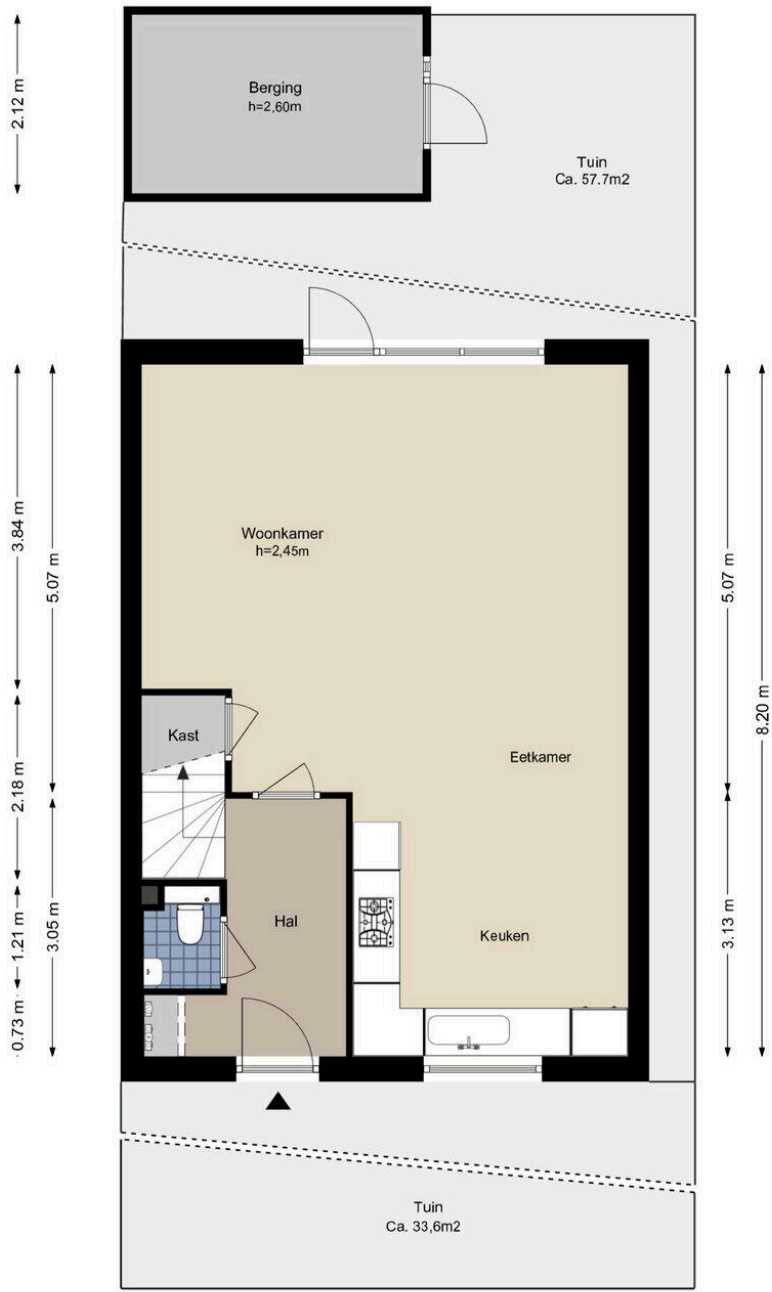 Berging
h=2,60m
2.12 m
Tuin
Ca. 57.7m2
3.84 m
5.07 m
Woonkamer
h=2,45m
5.07 m
8.20 m
Kast
Eetkamer
2.18 m
Hal
Keuken
1.21 m
3.05 m
3.13 m
0.73 m
Tuin
Ca. 33,6m2